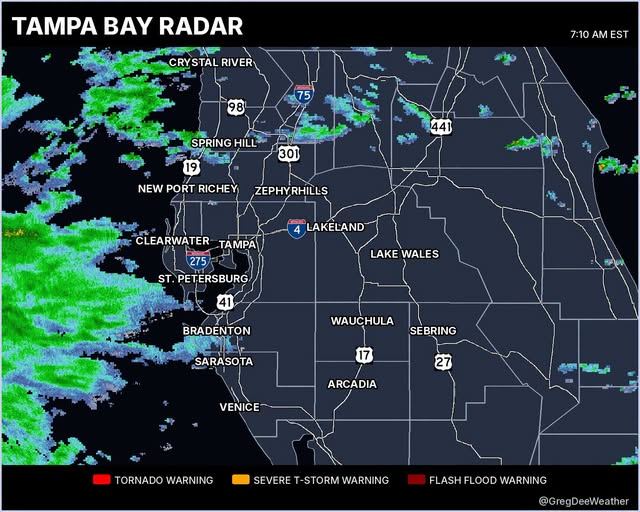 TAMPA BAY RADAR
7:10 AM EST
CRYSTAL RIVER
75
98
441
SPRING HILL
301
19
NEW PORT RICHEY
ZEPHYRHILLS
4
LAKELAND
CLEARWATER
TAMPA
LAKE WALES
275
ST. PETERSBURG
41
WAUCHULA
BRADENTON
SEBRING
17
SARASOTA
27
ARCADIA
VENICE
TORNADO WARNING
SEVERE T-STORM WARNING
FLASH FLOOD WARNING
@GregDeeWeather